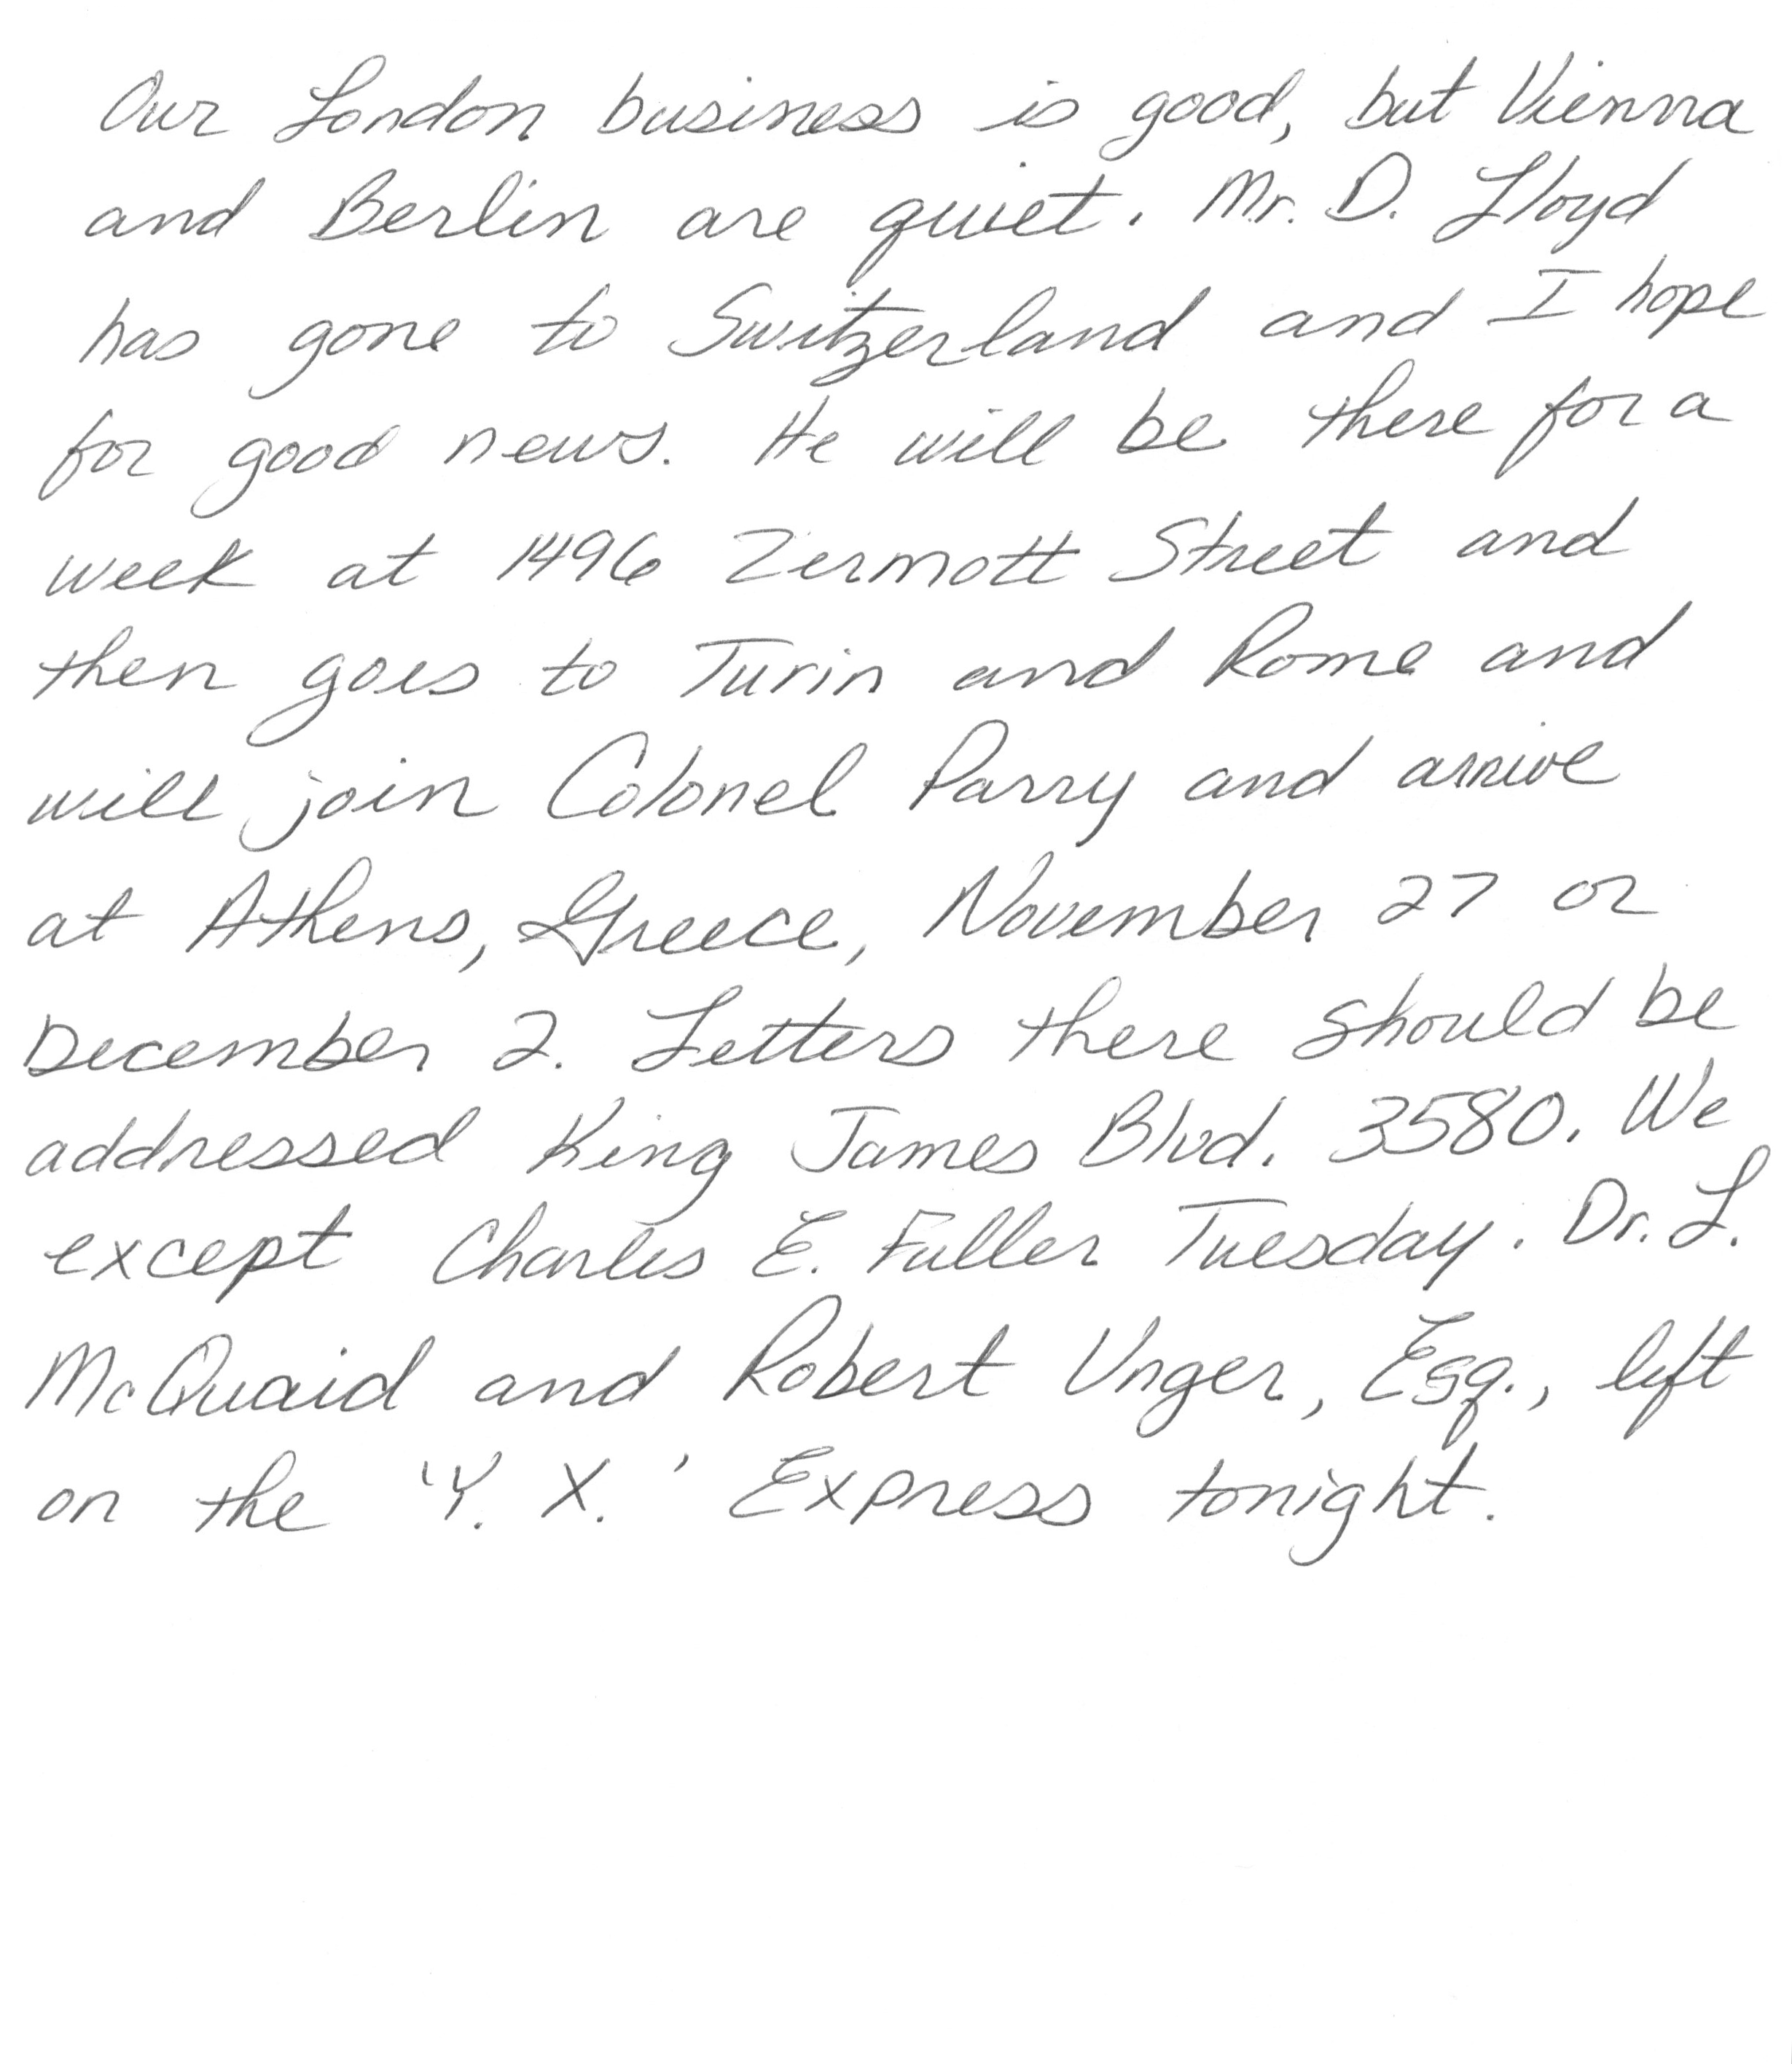 Our London business is good, but Vienna
and Berlin are quiet. Mr. D. Lloyd
has gone to Switzerland and I hope
for good news. He will be there for a
week at 1496 Zermott Street and
then goes to Turin and Rome and
will join Colonel Parry and arrive
at Athens, Greece, November 27 or
December 2. Letters there should be
addressed King James Blvd. 3580. We
except Charles E. Fuller Tuesday. Dr. L.
McQuaid and Robert Unger, Esq., left
on the 'Y. X.' Express tonight.